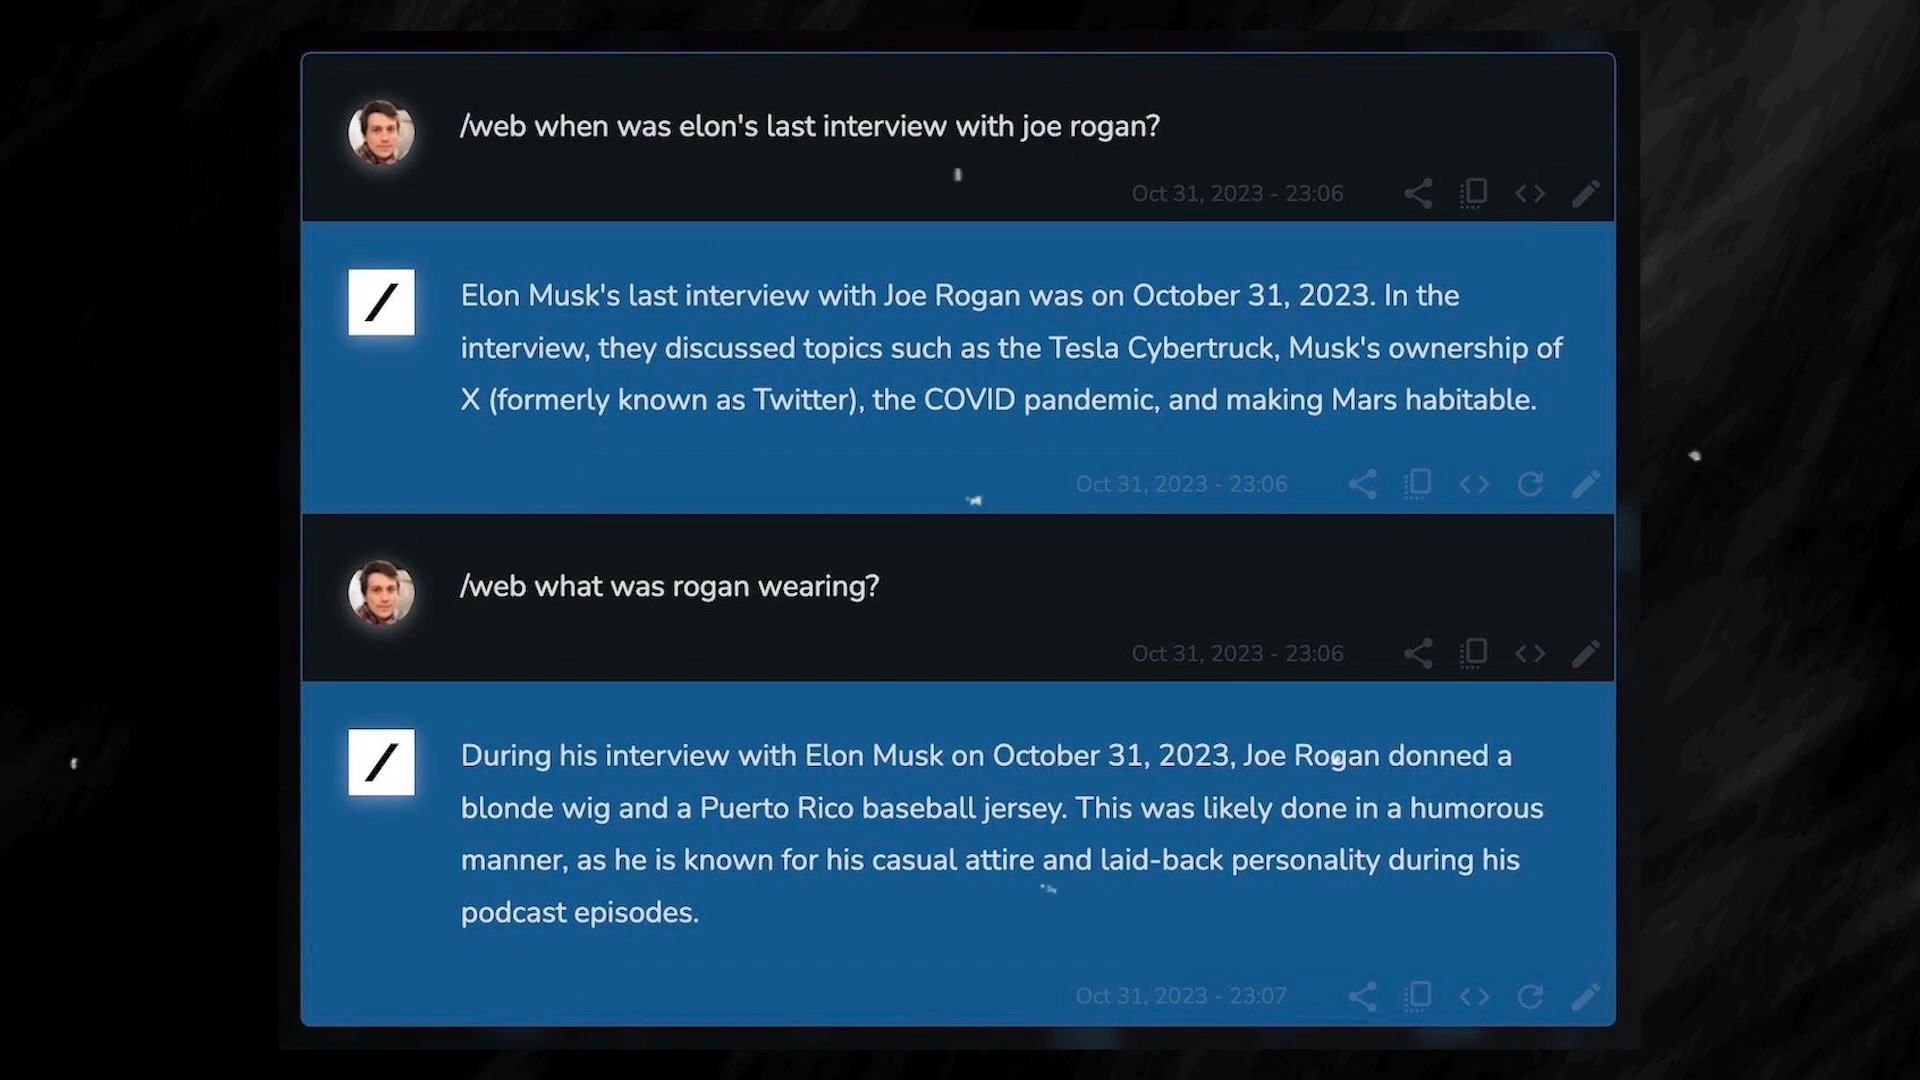 /web when was elon's last interview with joe rogan?
Oct 31, 2023 - 23:06
Elon Musk's last interview with Joe Rogan was on October 31, 2023. In the
interview, they discussed topics such as the Tesla Cybertruck, Musk's ownership of
X (formerly known as Twitter), the COVID pandemic, and making Mars habitable.
Oct 31, 2023 - 23:06
/web what was rogan wearing?
Oct 31, 2023 - 23:06
During his interview with Elon Musk on October 31, 2023, Joe Rogan donned a
blonde wig and a Puerto Rico baseball jersey. This was likely done in a humorous
manner, as he is known for his casual attire and laid-back personality during his
podcast episodes.
Oct 31, 2023 - 23:07